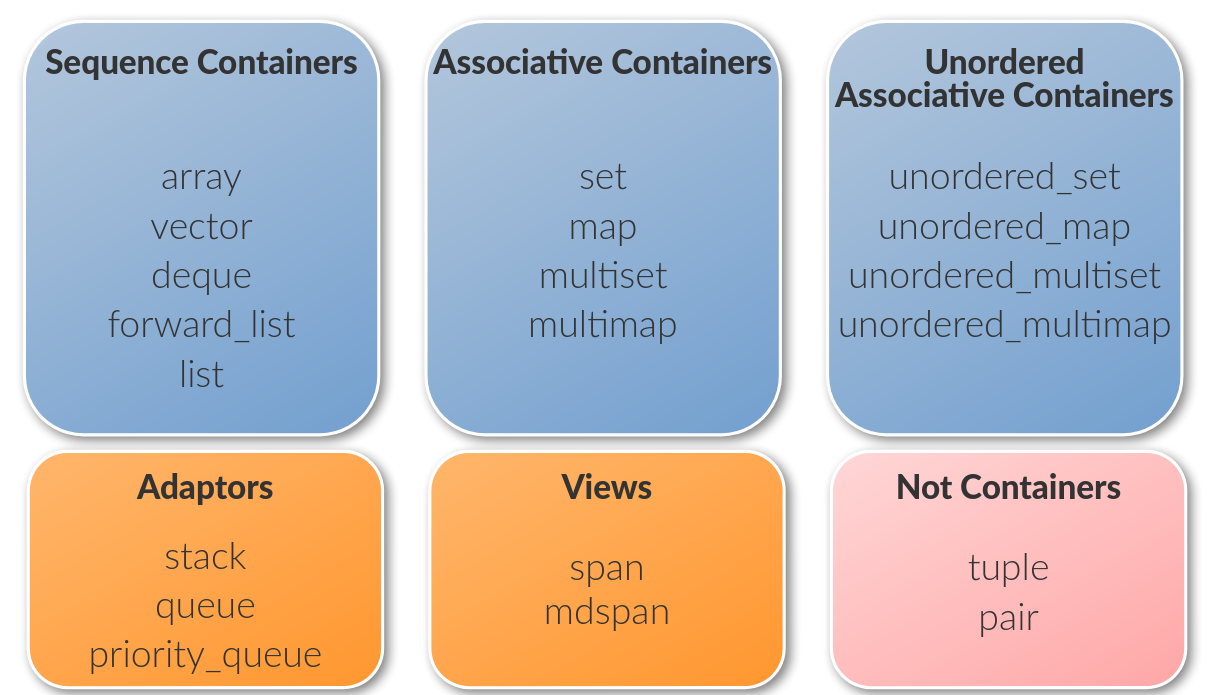 Sequence Containers
array
vector
deque
forward_list
list
Associative Containers
set
map
multiset
multimap
Unordered
Associative Containers
unordered_set
unordered_map
unordered_multiset
unordered_multimap
Adaptors
stack
queue
priority_queue
Views
span
mdspan
Not Containers
tuple
pair